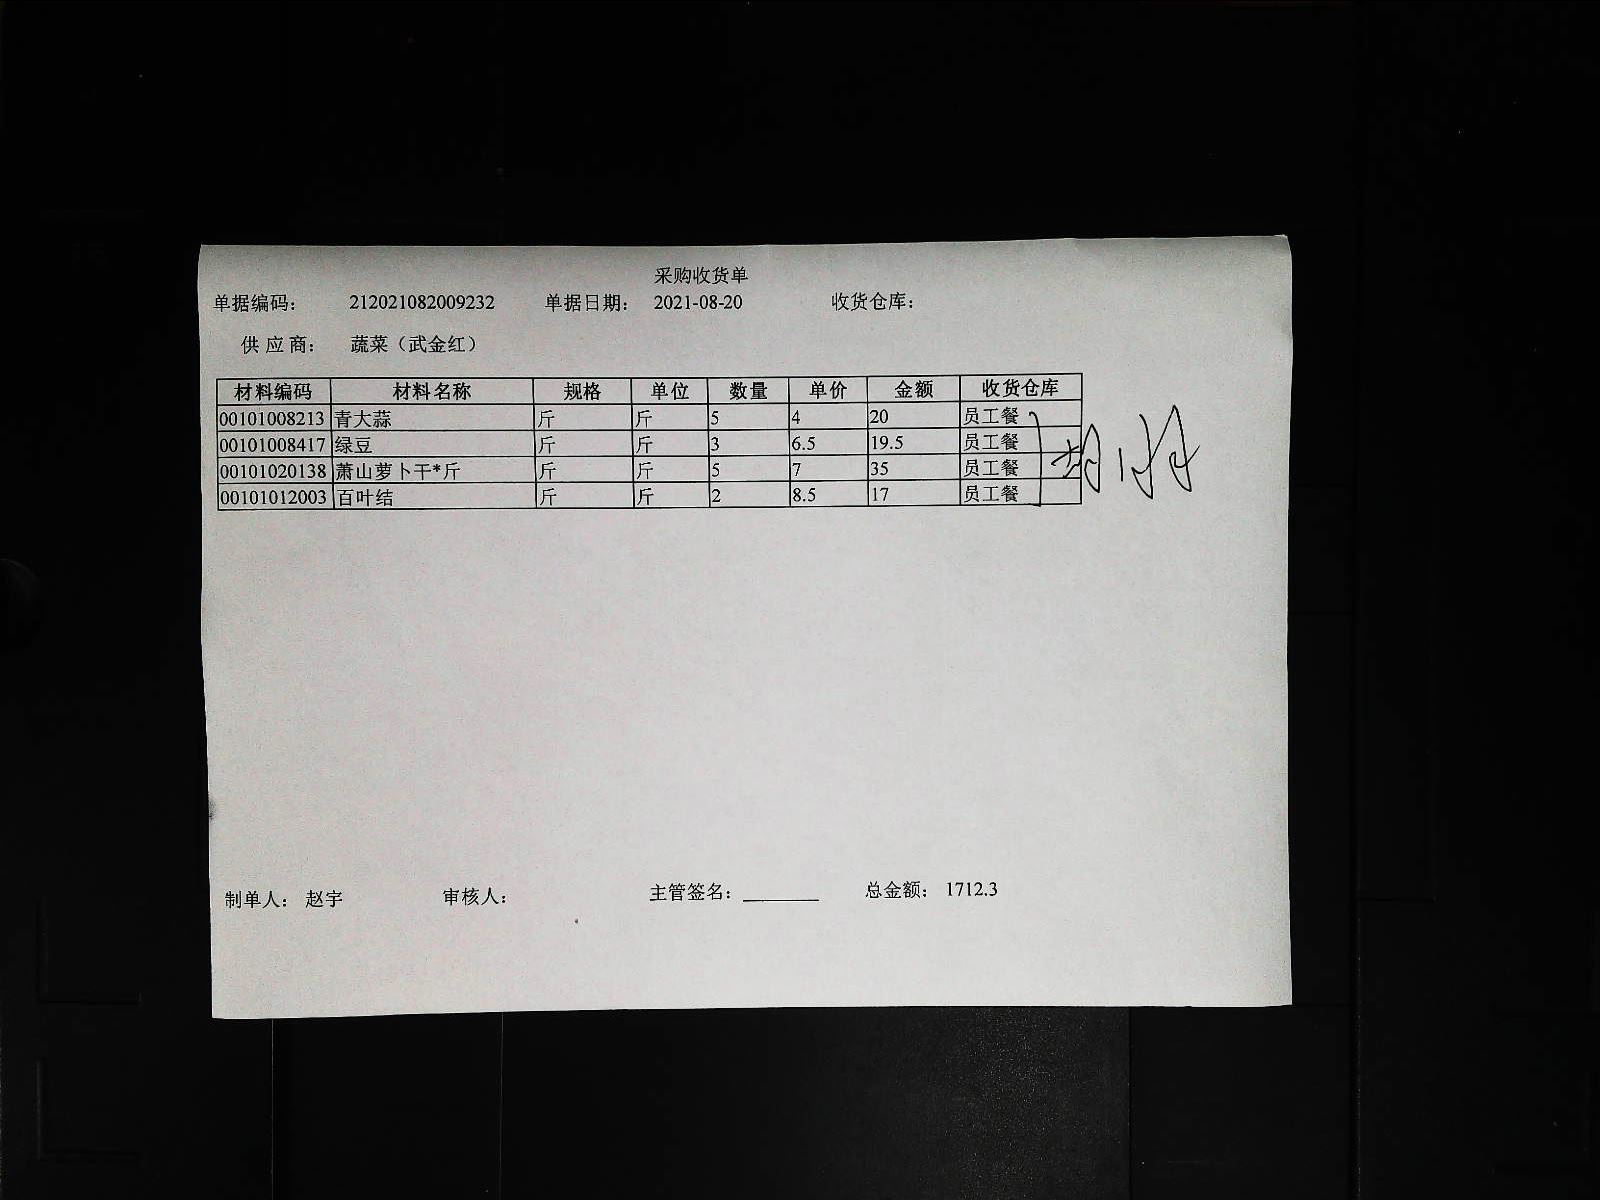 采购收货单
单据编码： 212021082009232 单据日期： 2021-08-20 收货仓库：
供 应 商： 蔬菜（武金红）
材料编码 材料名称 规格 单位 数量 单价 金额 收货仓库
00101008213 青大蒜 斤 斤 5 4 20 员工餐
00101008417 绿豆 斤 斤 3 6.5 19.5 员工餐
00101020138 萧山萝卜干*斤 斤 斤 5 7 35 员工餐
00101012003 百叶结 斤 斤 2 8.5 17 员工餐
制单人： 赵宇 审核人： 主管签名： 总金额： 1712.3